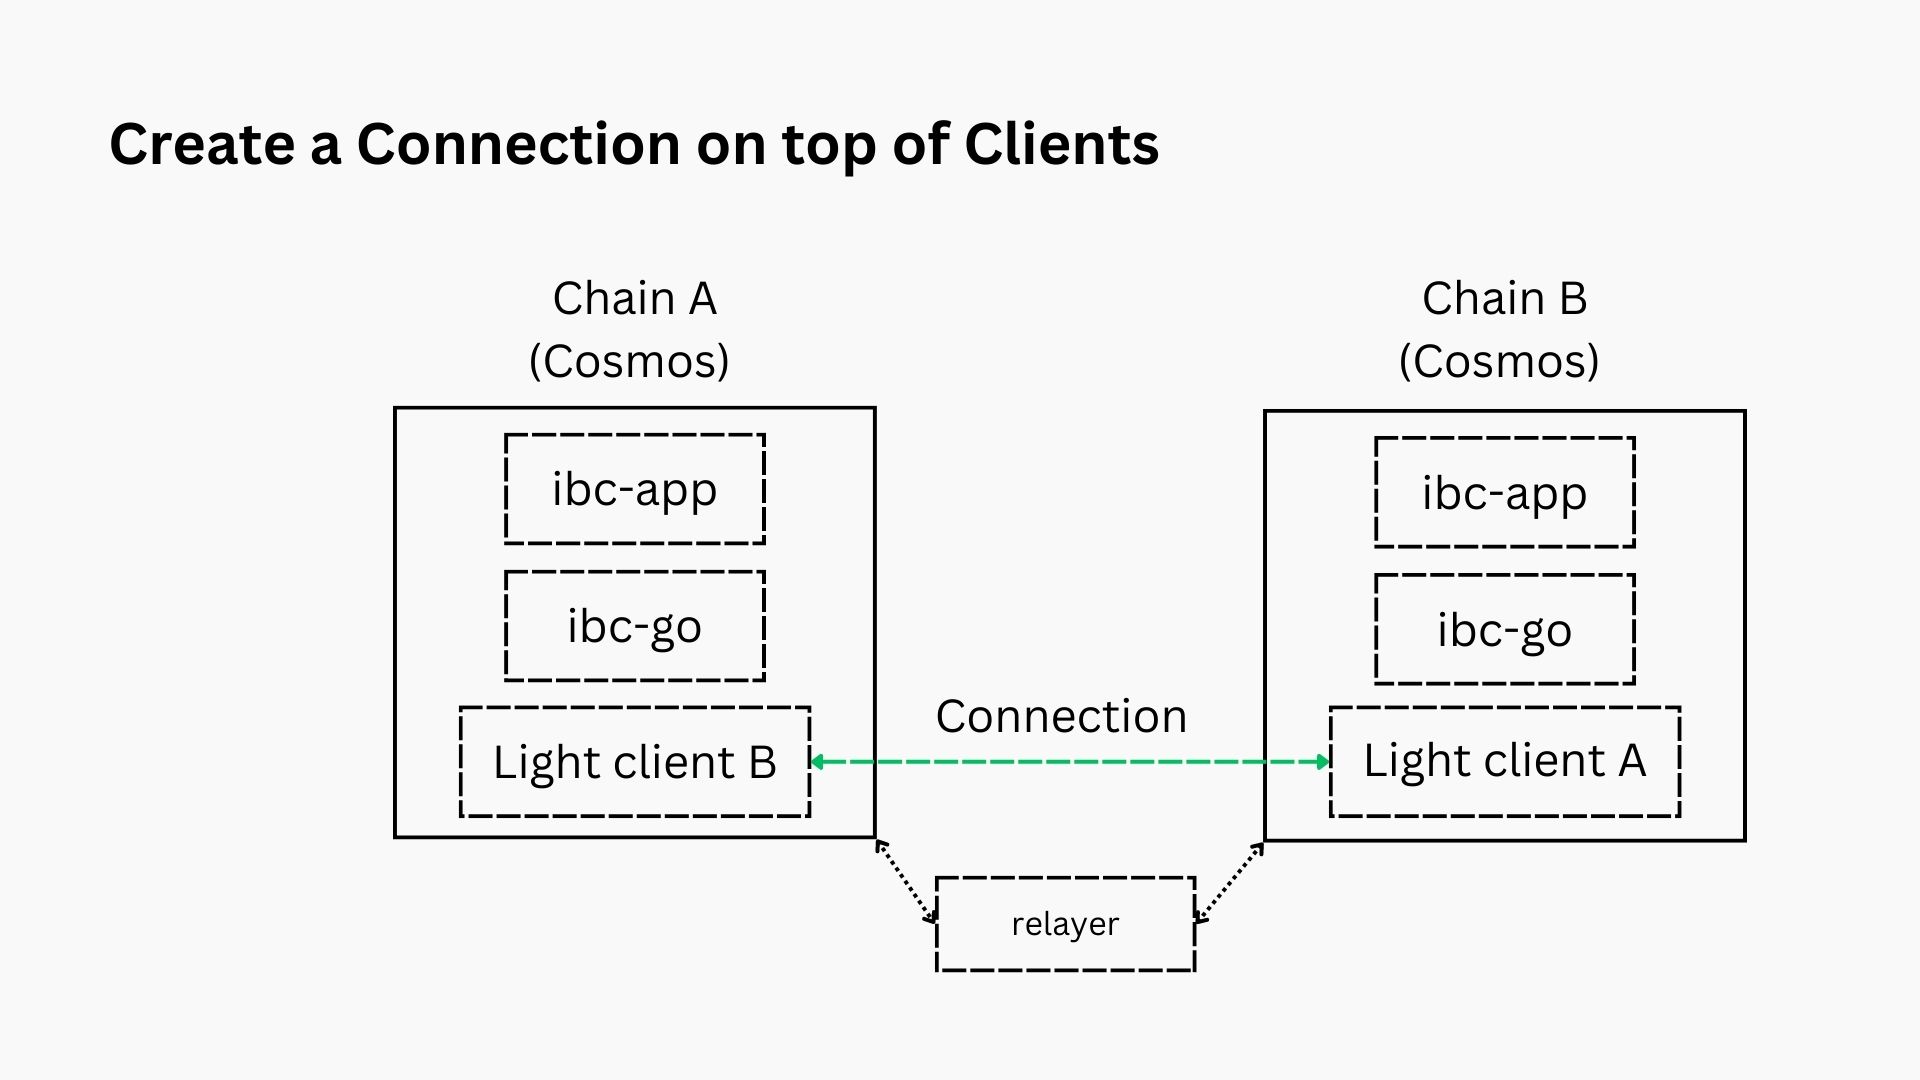 Create a Connection on top of Clients
Chain A
(Cosmos)
ibc-app
ibc-go
Light client B
Connection
Chain B
(Cosmos)
ibc-app
ibc-go
Light client A
relayer